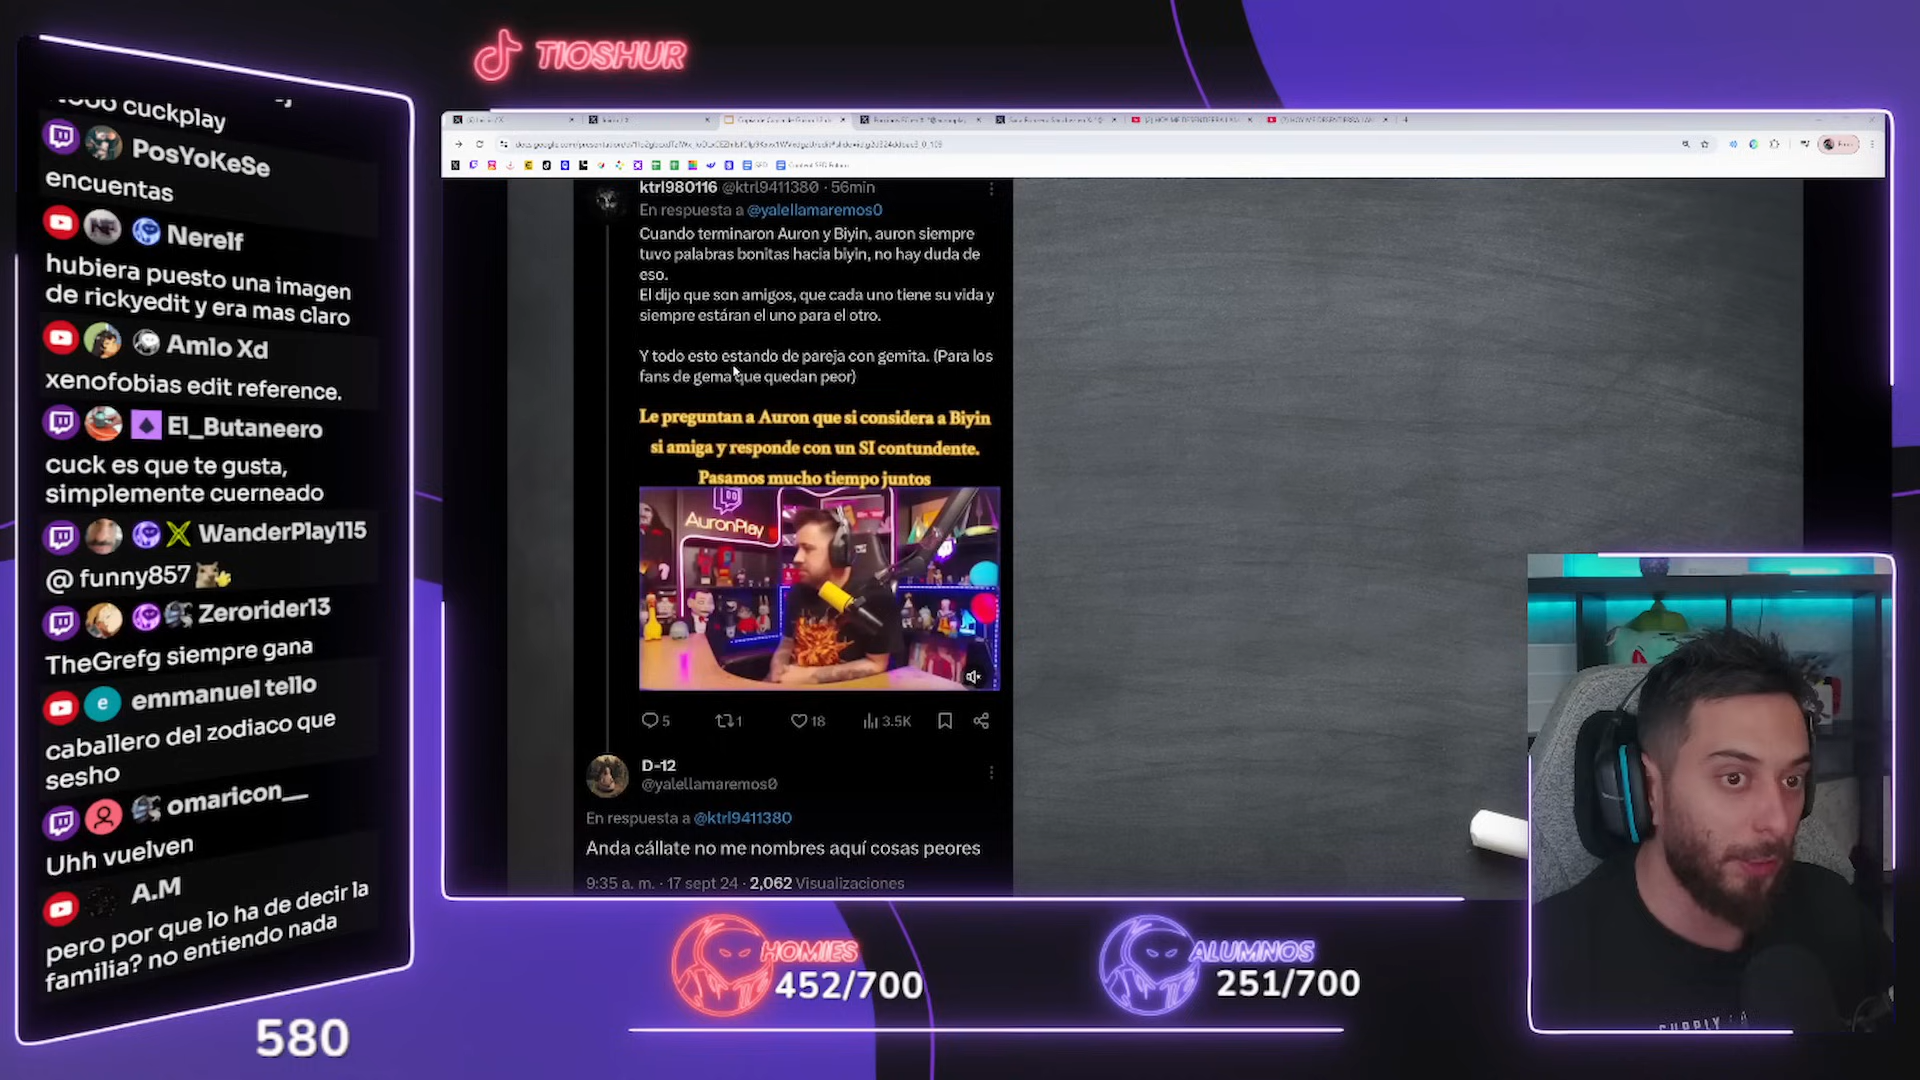 TIOSHUR
cuckplay
PosYoKeSe
encuentas
Nerelf
hubiera puesto una imagen
de rickyedit y era mas claro
Amlo Xd
xenofobias edit reference.
El_Butaneero
cuck es que te gusta,
simplemente cuerneado
WanderPlay115
@ funny857
Zerorider13
TheGrefg siempre gana
emmanuel tello
caballero del zodiaco que
sesho
omaricon__
Uhh vuelven
A.M
pero por que lo ha de decir la
familia? no entiendo nada
580
ktrl980116 @ktrl9411380 · 56min
En respuesta a @yalellamaremos0
Cuando terminaron Auron y Biyin, auron siempre
tuvo palabras bonitas hacia biyin, no hay duda de
eso.
El dijo que son amigos, que cada uno tiene su vida y
siempre estáran el uno para el otro.
Y todo esto estando de pareja con gemita. (Para los
fans de gema que quedan peor)
Le preguntan a Auron que si considera a Biyin
si amiga y responde con un SI contundente.
Pasamos mucho tiempo juntos
AuronPlay
5 1 18 3.5K
D-12
@yalellamaremos0
En respuesta a @ktrl9411380
Anda cállate no me nombres aquí cosas peores
9:35 a. m. · 17 sept 24 · 2,062 Visualizaciones
HOMIES
452/700
ALUMNOS
251/700